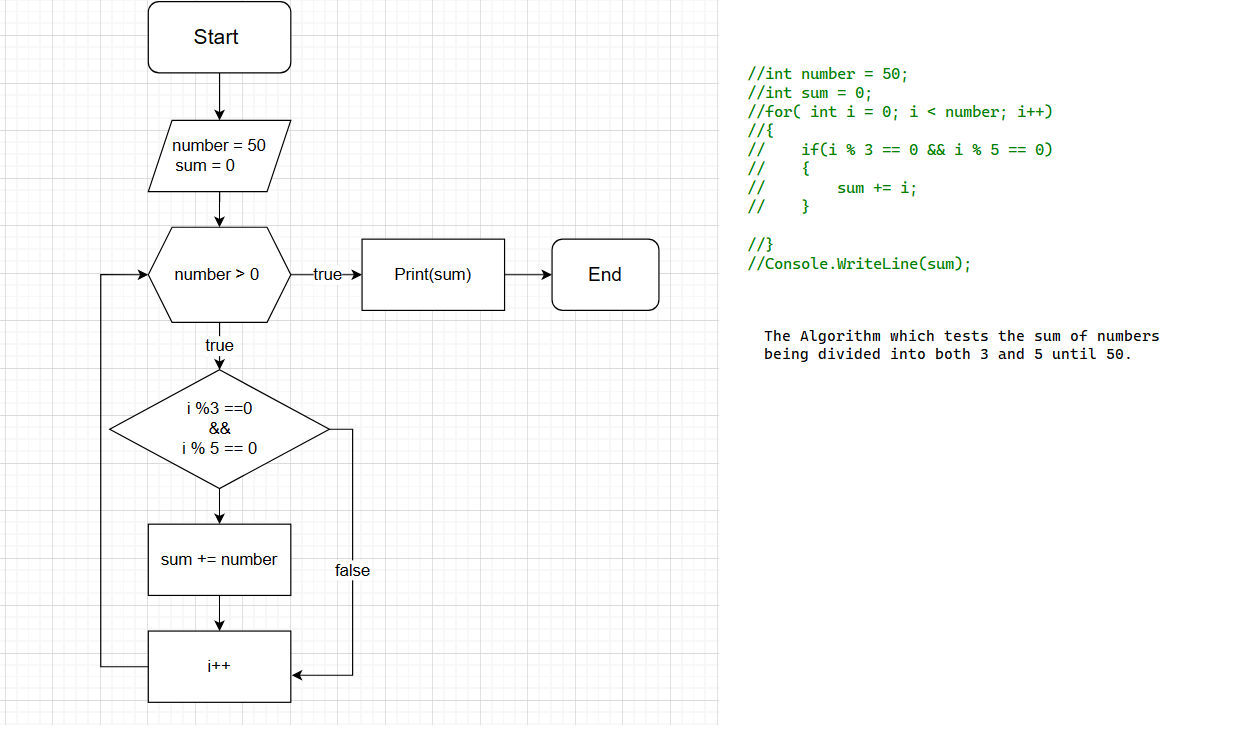 Start
number = 50
sum = 0
number > 0
true
Print(sum)
End
true
i %3 ==0
&&
i % 5 == 0
sum += number
false
i++
//int number = 50;
//int sum = 0;
//for( int i = 0; i < number; i++)
//{
//    if(i % 3 == 0 && i % 5 == 0)
//    {
//        sum += i;
//    }
//}
//Console.WriteLine(sum);
The Algorithm which tests the sum of numbers
being divided into both 3 and 5 until 50.